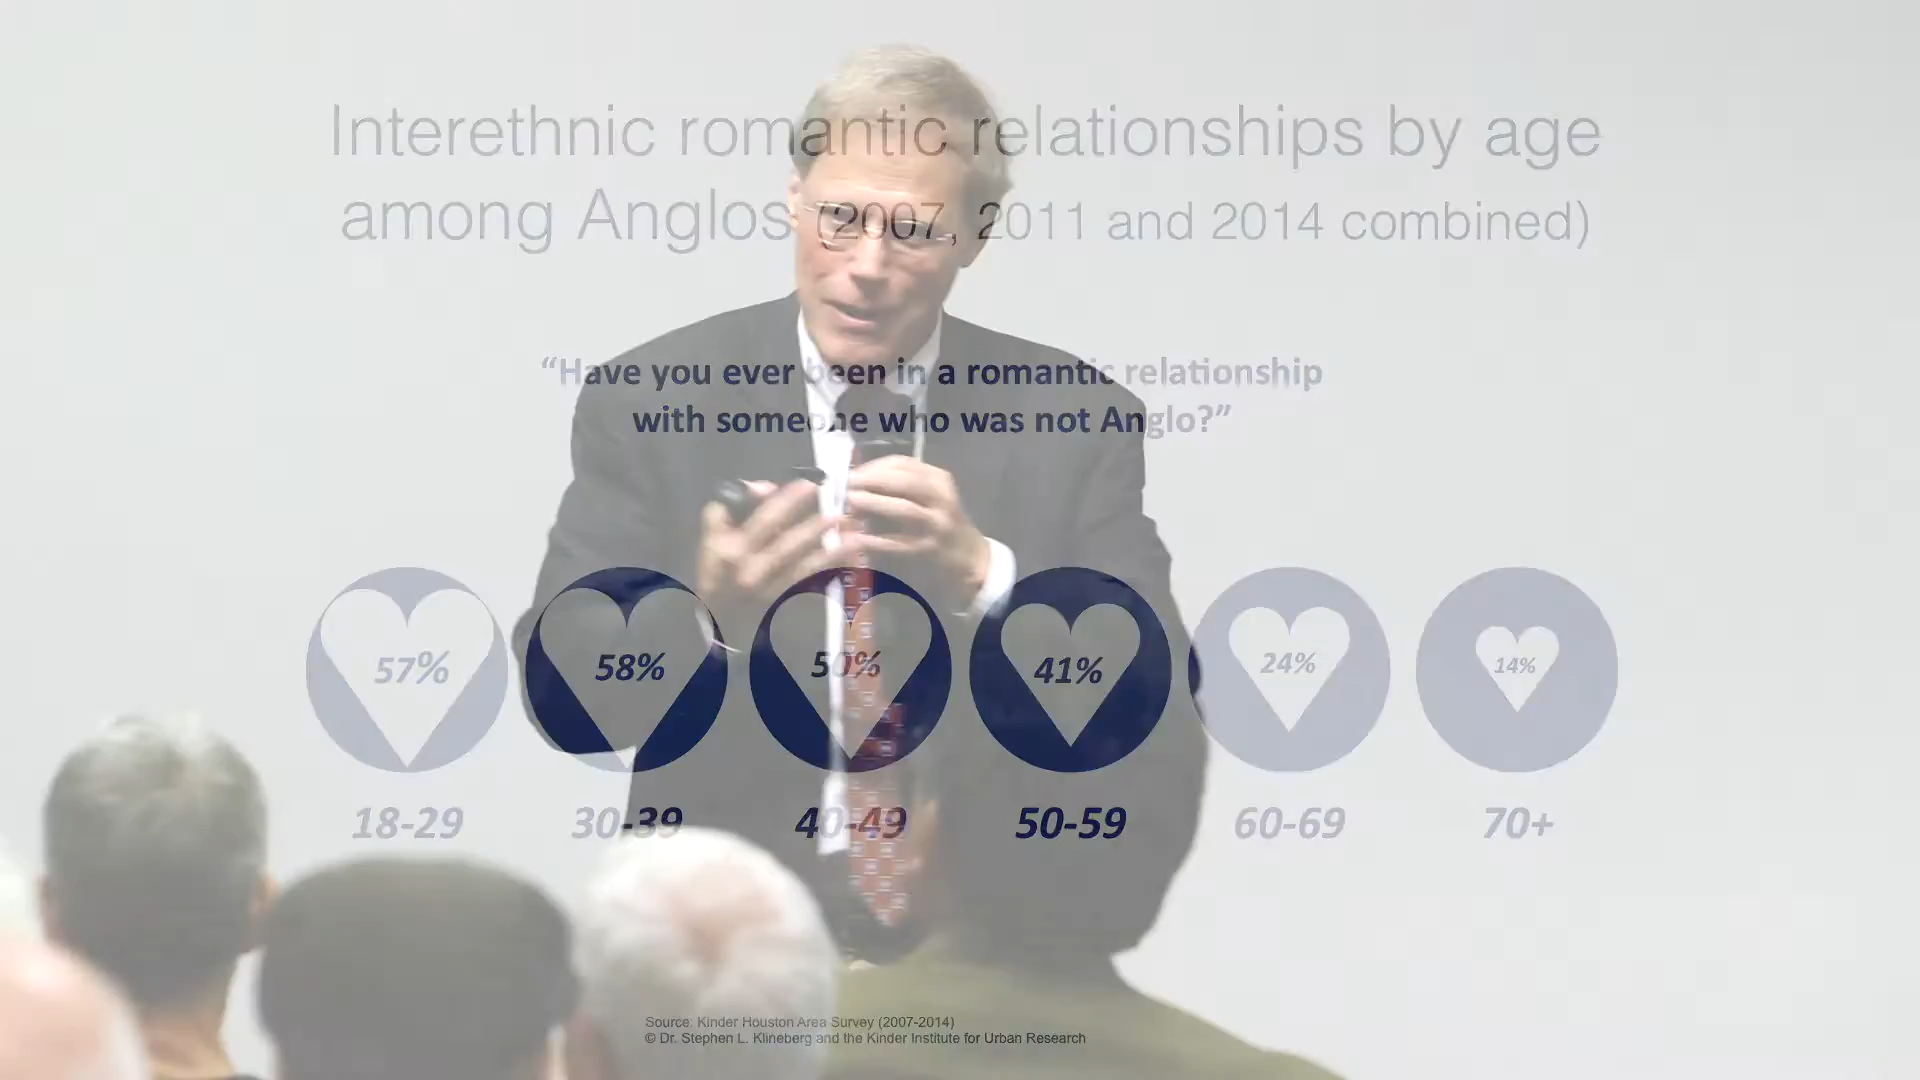 Interethnic romantic relationships by age
among Anglos (2007, 2011 and 2014 combined)
“Have you ever been in a romantic relationship
with someone who was not Anglo?”
57% 58% 50% 41% 24% 14%
18-29 30-39 40-49 50-59 60-69 70+
Source: Kinder Houston Area Survey (2007-2014)
© Dr. Stephen L. Klineberg and the Kinder Institute for Urban Research